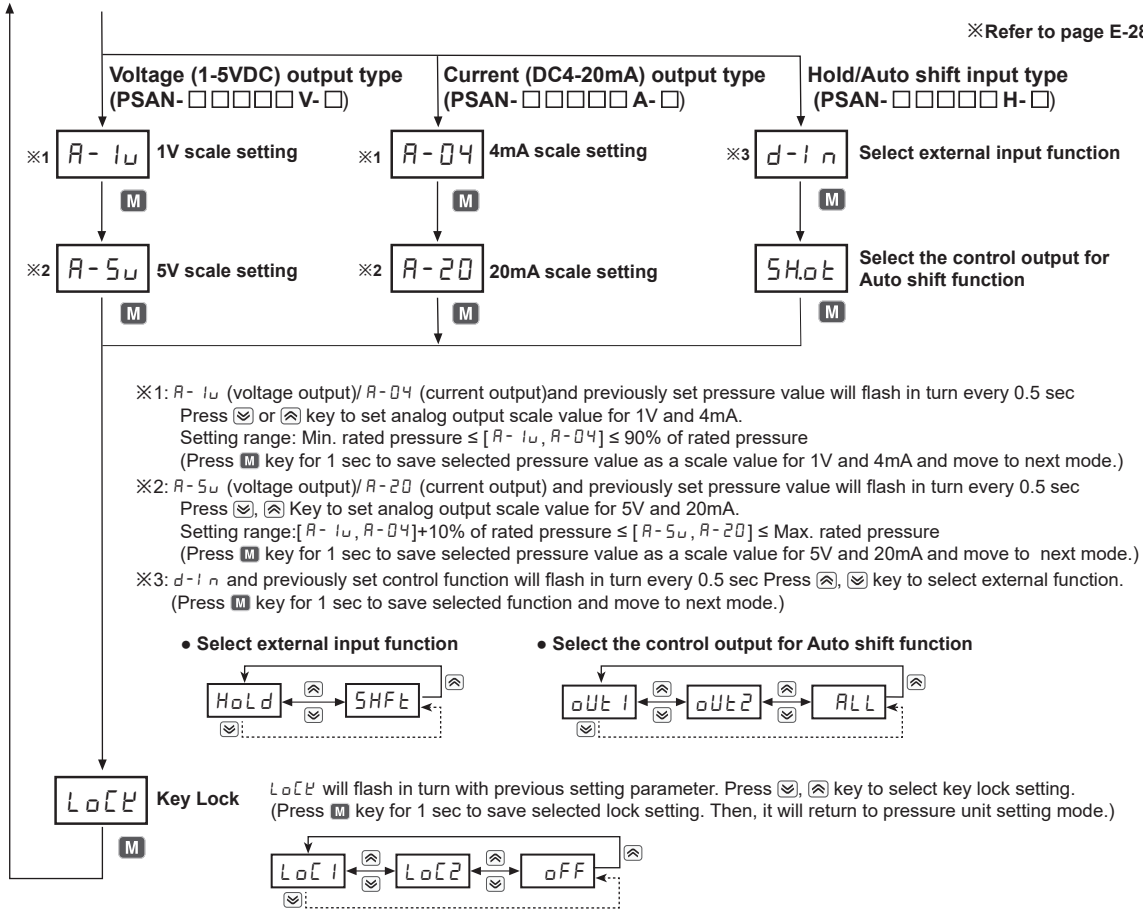 ※Refer to page E-28
Voltage (1-5VDC) output type
(PSAN- □□□□□ V- □)
Current (DC4-20mA) output type
(PSAN- □□□□□ A- □)
Hold/Auto shift input type
(PSAN- □□□□□ H- □)
※1 A-1v 1V scale setting
※1 A-04 4mA scale setting
※3 d-In Select external input function
M
M
M
※2 A-5v 5V scale setting
※2 A-20 20mA scale setting
SH.ot Select the control output for
Auto shift function
M
M
M
※1: A-1v (voltage output)/ A-04 (current output)and previously set pressure value will flash in turn every 0.5 sec
Press or key to set analog output scale value for 1V and 4mA.
Setting range: Min. rated pressure ≤ [ A-1v, A-04] ≤ 90% of rated pressure
(Press M key for 1 sec to save selected pressure value as a scale value for 1V and 4mA and move to next mode.)
※2: A-5v (voltage output)/ A-20 (current output) and previously set pressure value will flash in turn every 0.5 sec
Press , Key to set analog output scale value for 5V and 20mA.
Setting range:[ A-1v, A-04]+10% of rated pressure ≤ [ A-5v, A-20] ≤ Max. rated pressure
(Press M key for 1 sec to save selected pressure value as a scale value for 5V and 20mA and move to next mode.)
※3: d-In and previously set control function will flash in turn every 0.5 sec Press , key to select external function.
(Press M key for 1 sec to save selected function and move to next mode.)
● Select external input function
● Select the control output for Auto shift function
HoLd SHFt
oUt1 oUt2 ALL
LoCK Key Lock
LoCK will flash in turn with previous setting parameter. Press , key to select key lock setting.
(Press M key for 1 sec to save selected lock setting. Then, it will return to pressure unit setting mode.)
M
LoC1 LoC2 oFF